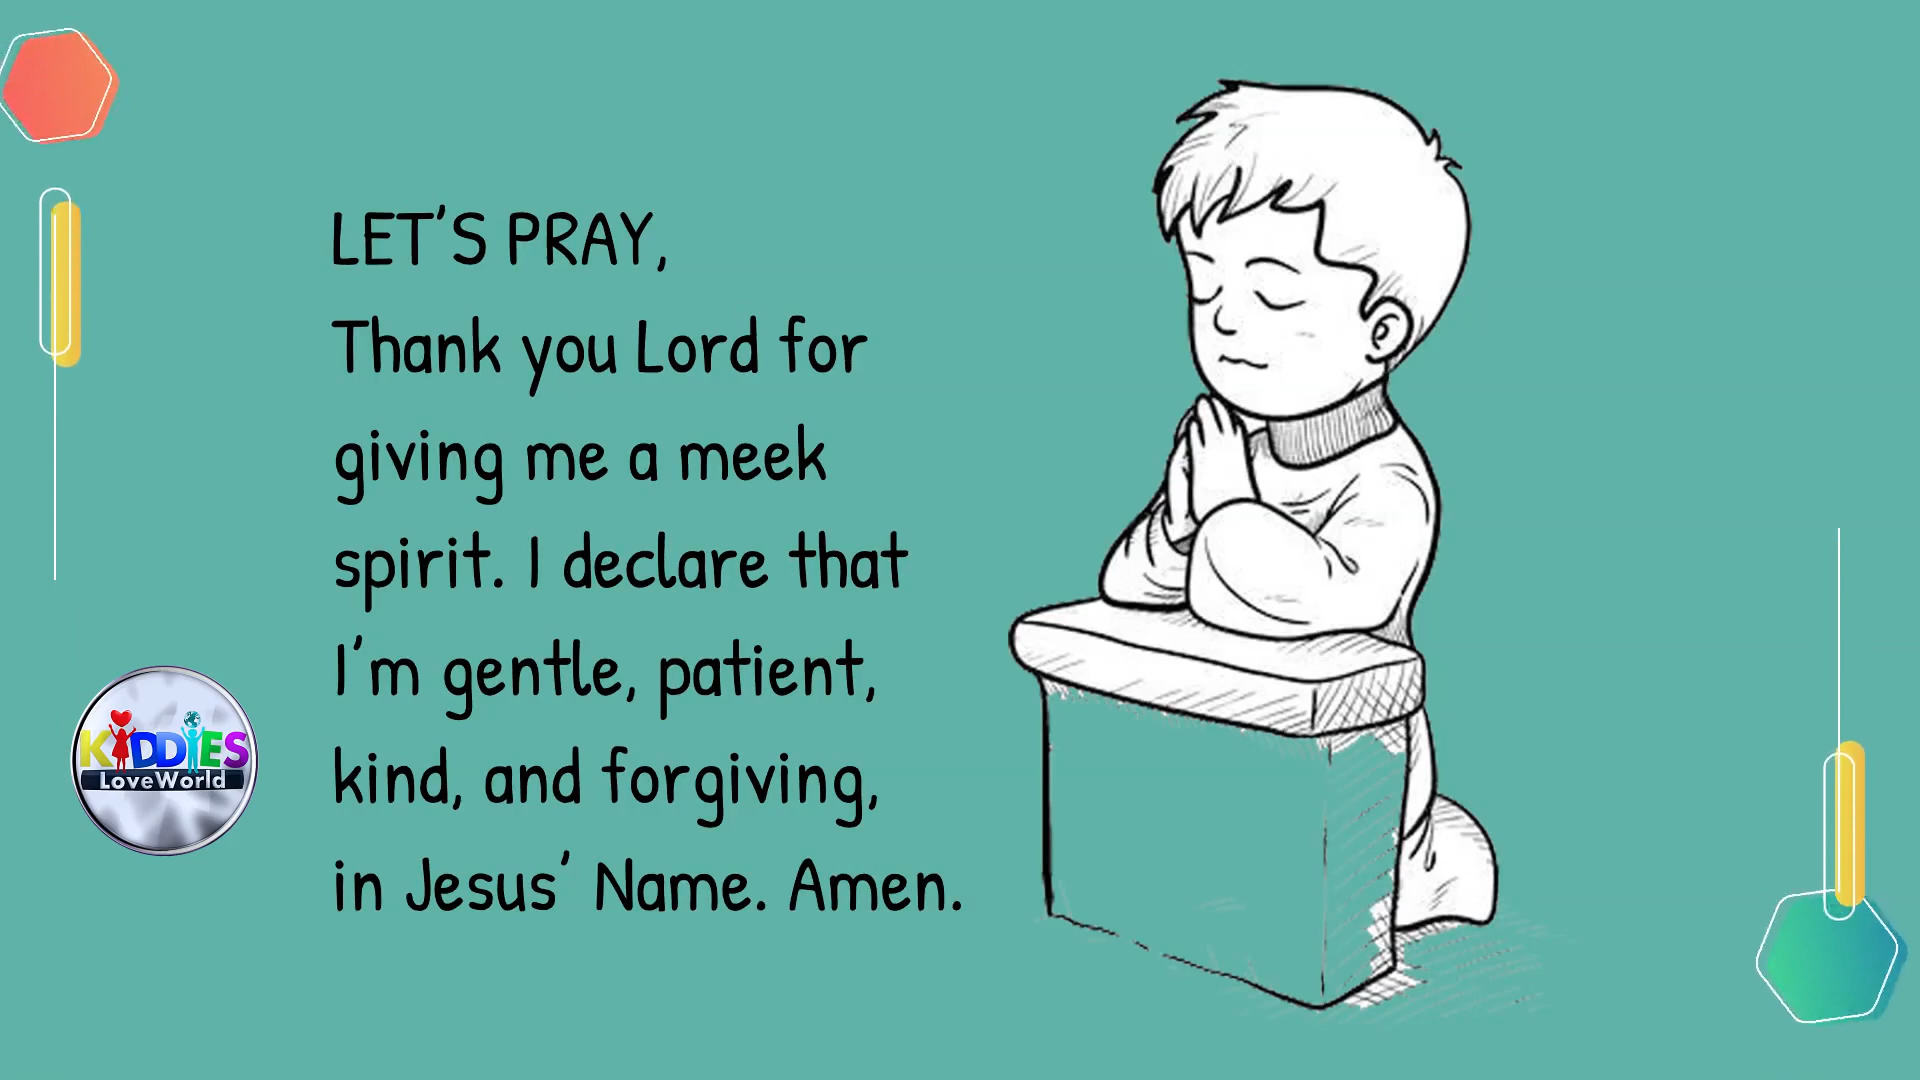 LET'S PRAY,
Thank you Lord for
giving me a meek
spirit. I declare that
I'm gentle, patient,
kind, and forgiving,
in Jesus' Name. Amen.
KIDDIES
LoveWorld